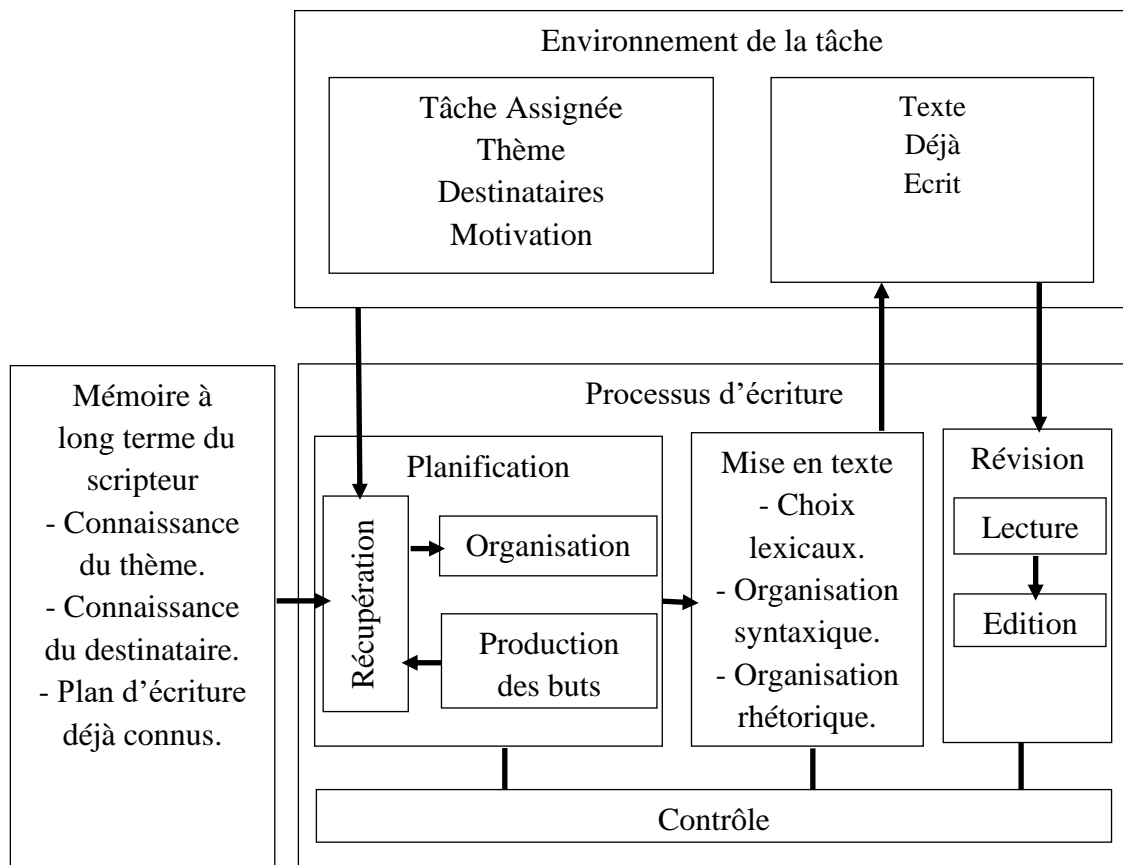 Environnement de la tâche
Tâche Assignée
Thème
Destinataires
Motivation
Texte
Déjà
Ecrit
Mémoire à
long terme du
scripteur
- Connaissance
du thème.
- Connaissance
du destinataire.
- Plan d’écriture
déjà connus.
Processus d’écriture
Planification
Récupération
Organisation
Production
des buts
Mise en texte
- Choix
lexicaux.
- Organisation
syntaxique.
- Organisation
rhétorique.
Révision
Lecture
Edition
Contrôle